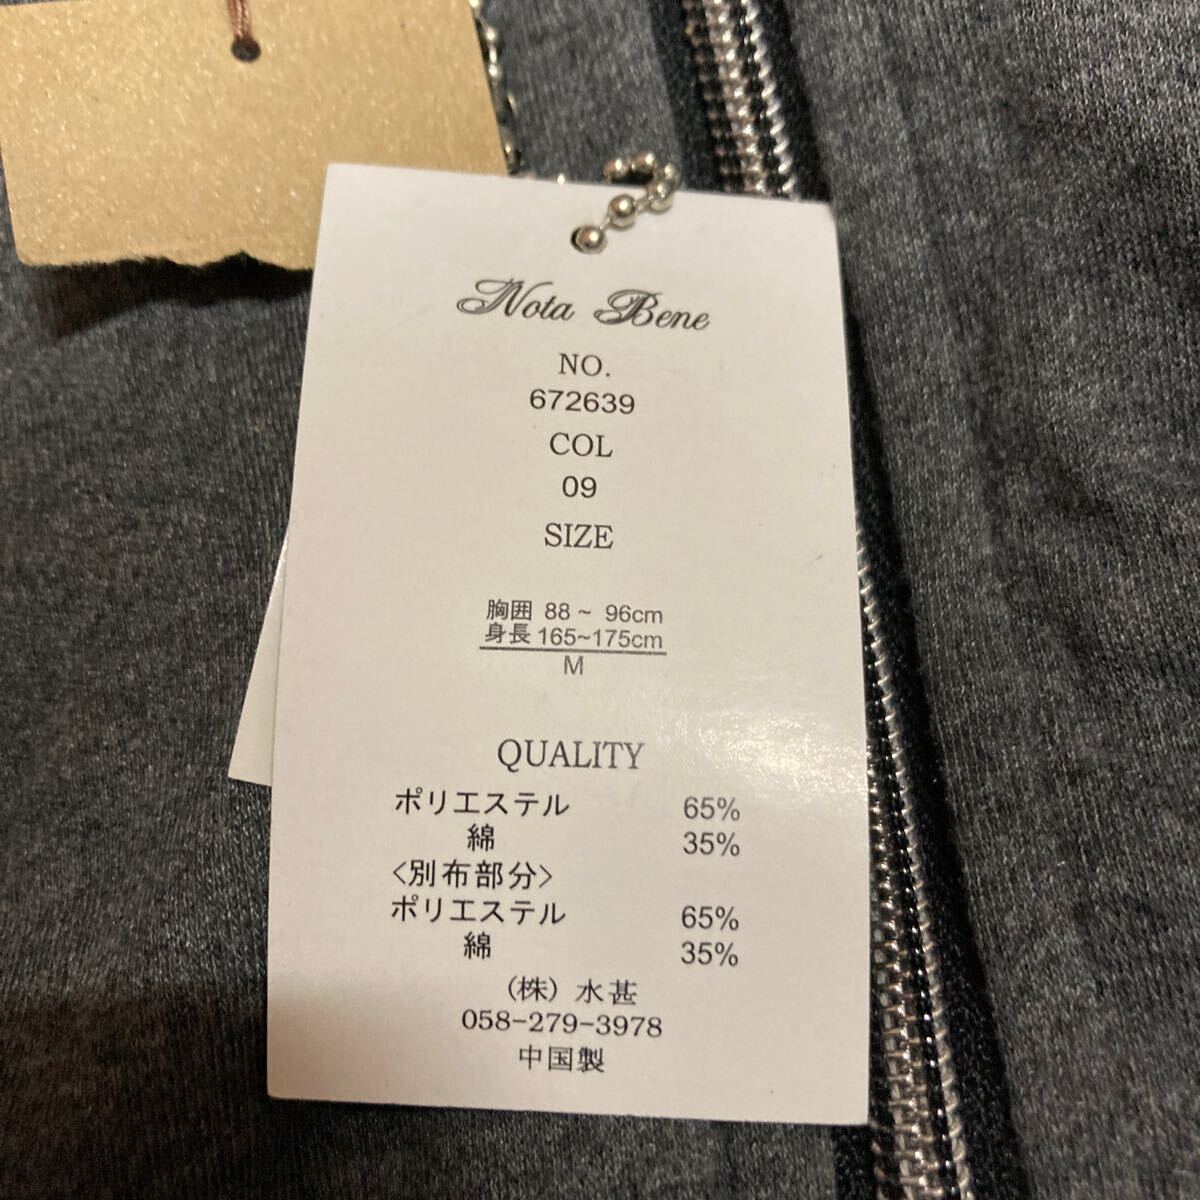 Nota Bene
NO.
672639
COL
09
SIZE
胸囲 88~ 96cm
身長 165~175cm
M
QUALITY
ポリエステル 65%
綿 35%
<別布部分>
ポリエステル 65%
綿 35%
(株) 水甚
058-279-3978
中国製